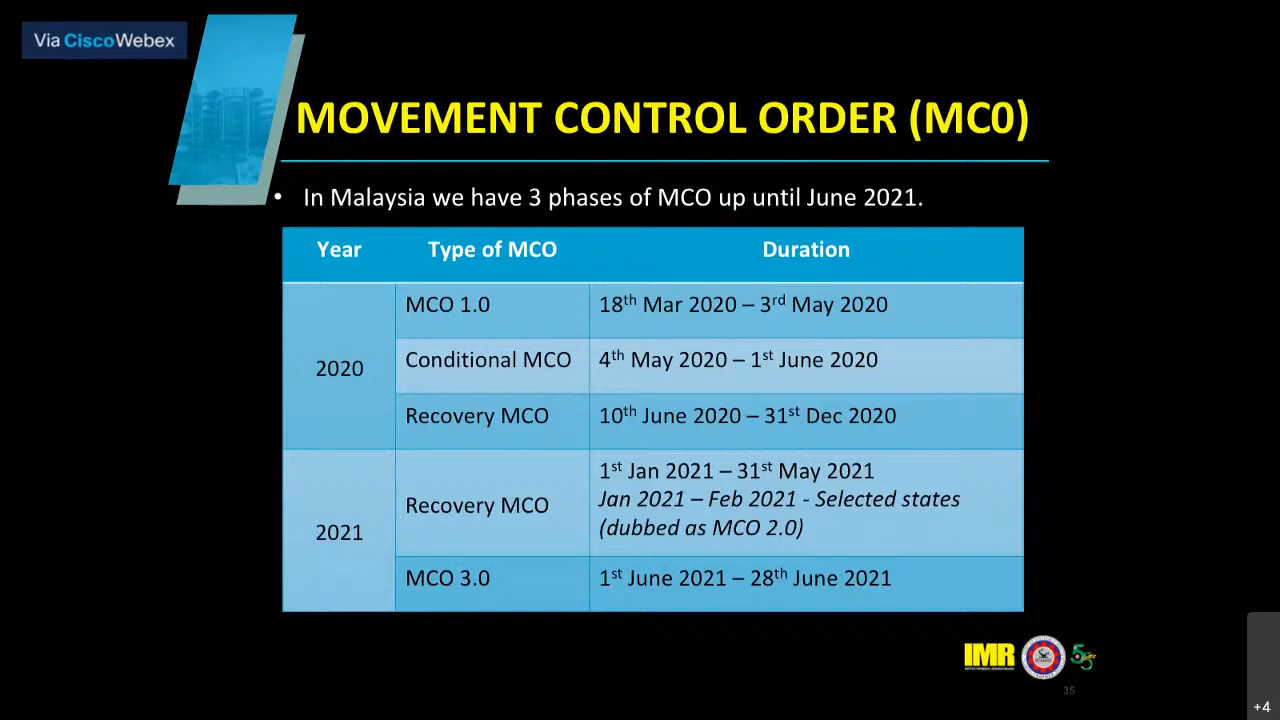 Via CiscoWebex
MOVEMENT CONTROL ORDER (MC0)
• In Malaysia we have 3 phases of MCO up until June 2021.
Year Type of MCO Duration
2020
MCO 1.0 18th Mar 2020 – 3rd May 2020
Conditional MCO 4th May 2020 – 1st June 2020
Recovery MCO 10th June 2020 – 31st Dec 2020
2021
Recovery MCO
1st Jan 2021 – 31st May 2021
Jan 2021 – Feb 2021 - Selected states
(dubbed as MCO 2.0)
MCO 3.0 1st June 2021 – 28th June 2021
IMR
55
35
+4